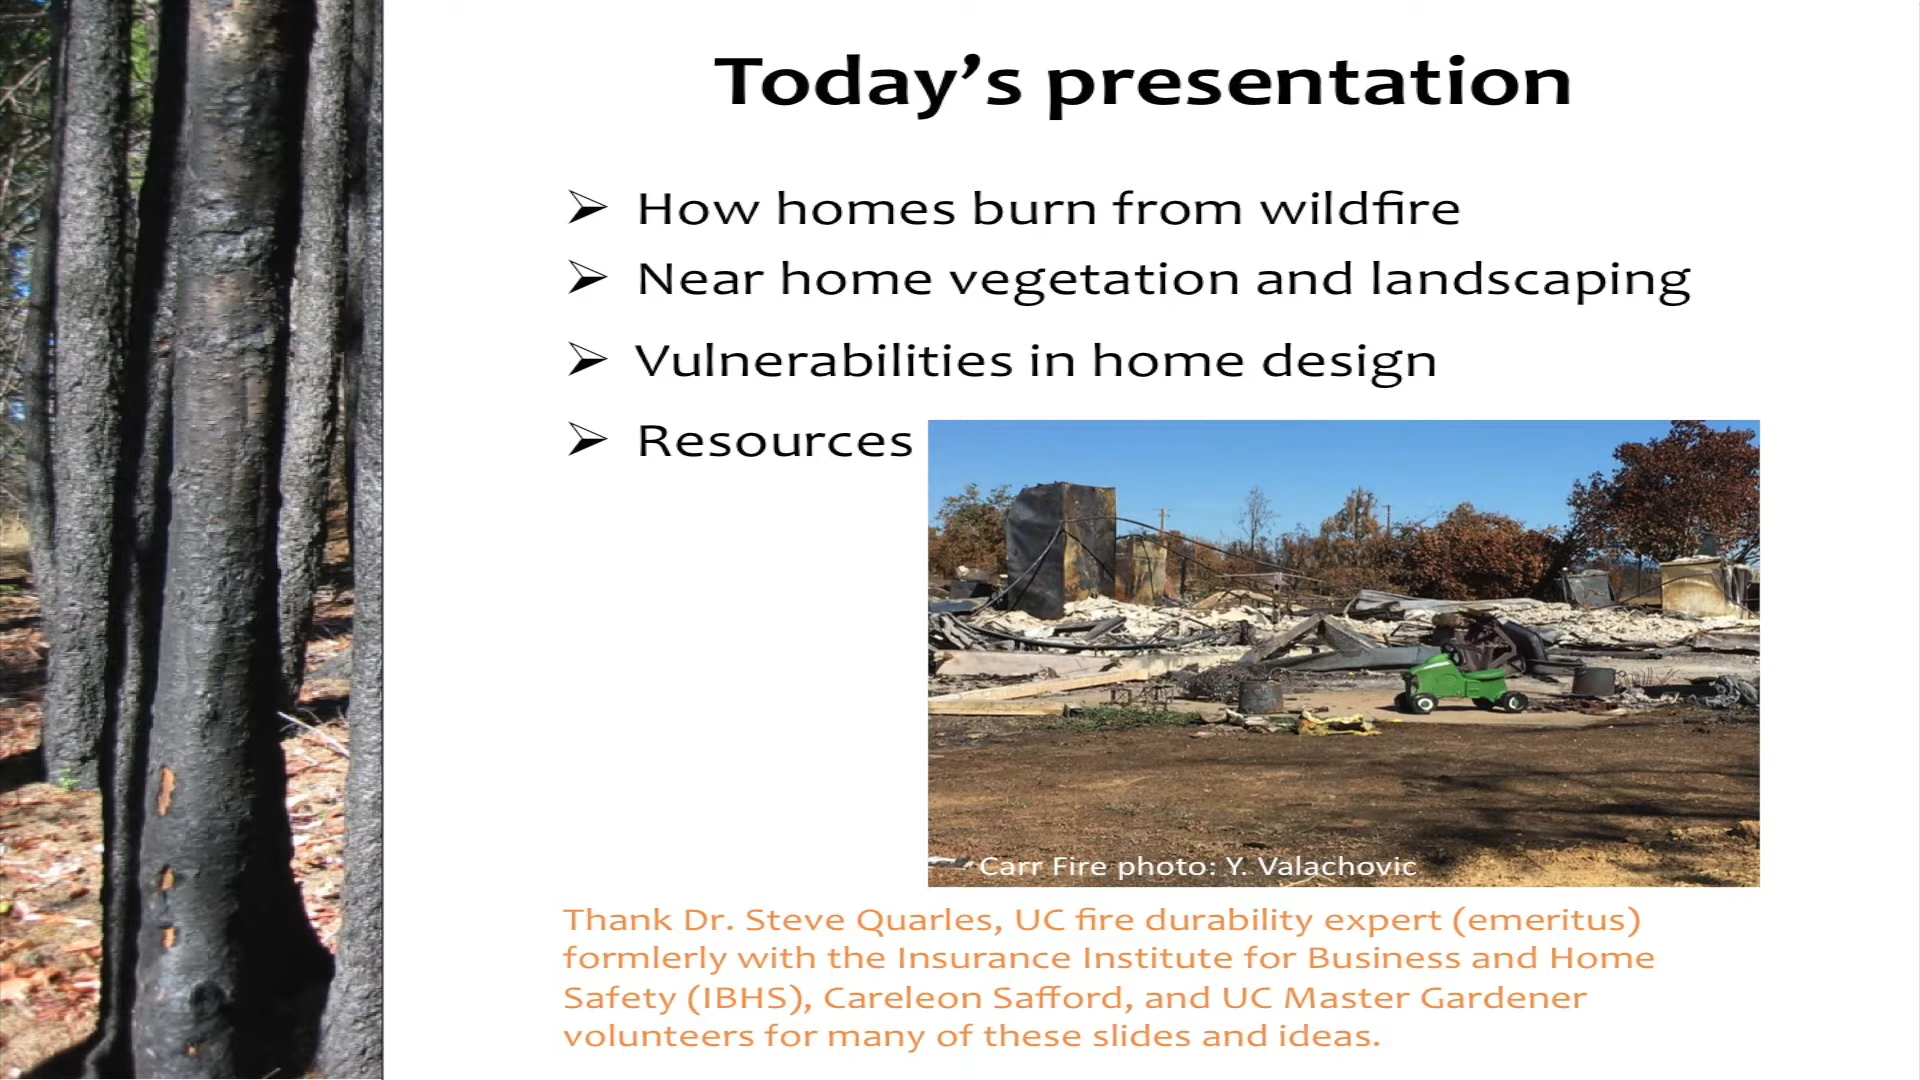 Today’s presentation
➢ How homes burn from wildfire
➢ Near home vegetation and landscaping
➢ Vulnerabilities in home design
➢ Resources
Carr Fire photo: Y. Valachovic
Thank Dr. Steve Quarles, UC fire durability expert (emeritus)
formlerly with the Insurance Institute for Business and Home
Safety (IBHS), Careleon Safford, and UC Master Gardener
volunteers for many of these slides and ideas.